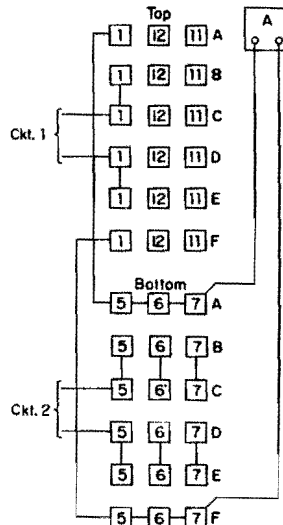 Top
A
1 12 11 A
1 12 11 B
1 12 11 C
Ckt. 1
1 12 11 D
1 12 11 E
1 12 11 F
Bottom
5 6 7 A
5 6 7 B
5 6 7 C
Ckt. 2
5 6 7 D
5 6 7 E
5 6 7 F